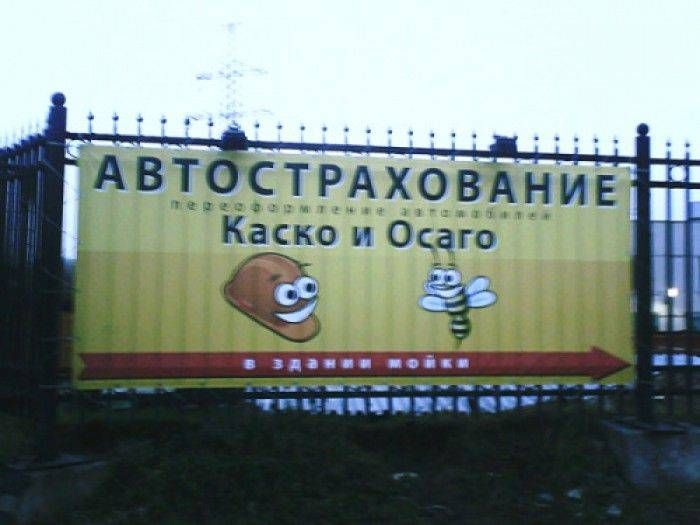 АВТОСТРАХОВАНИЕ
переоформление автомобилей
Каско и Осаго
в здании мойки